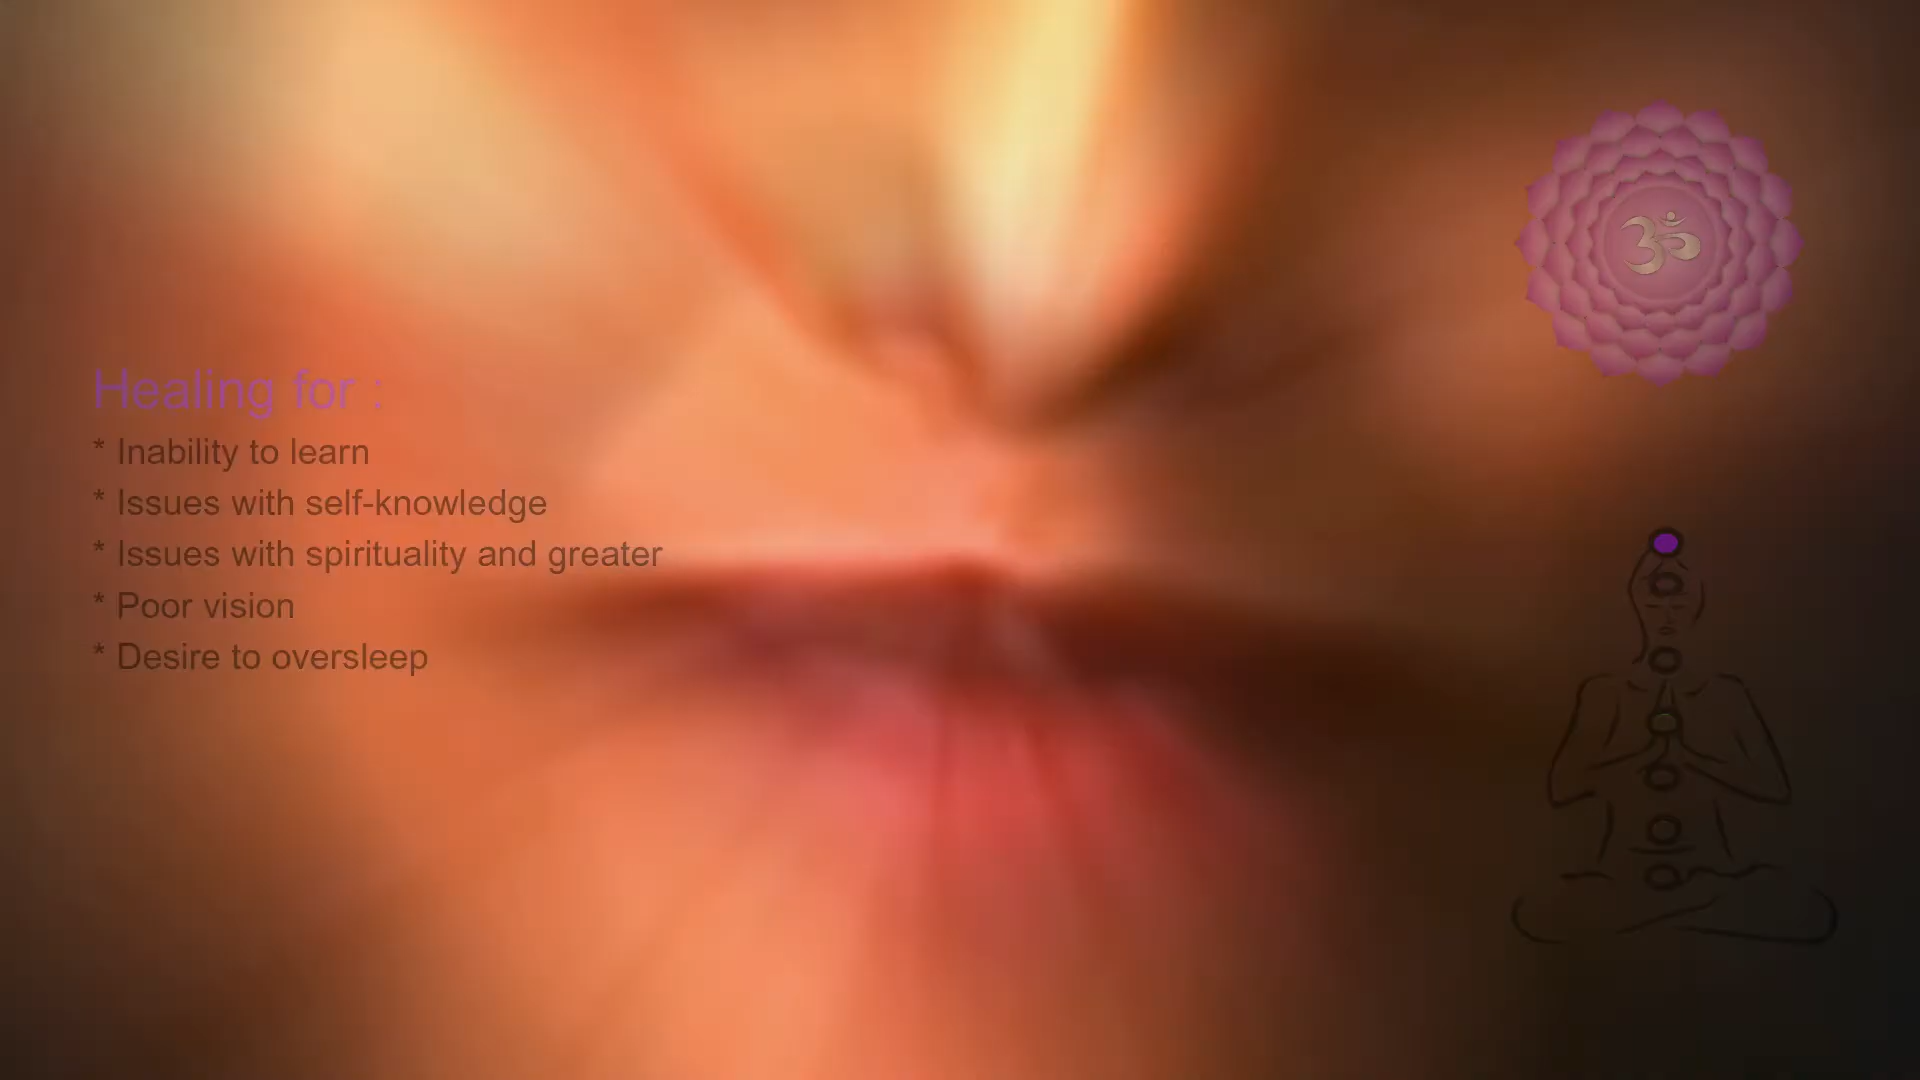 ॐ
Healing for :
* Inability to learn
* Issues with self-knowledge
* Issues with spirituality and greater
* Poor vision
* Desire to oversleep